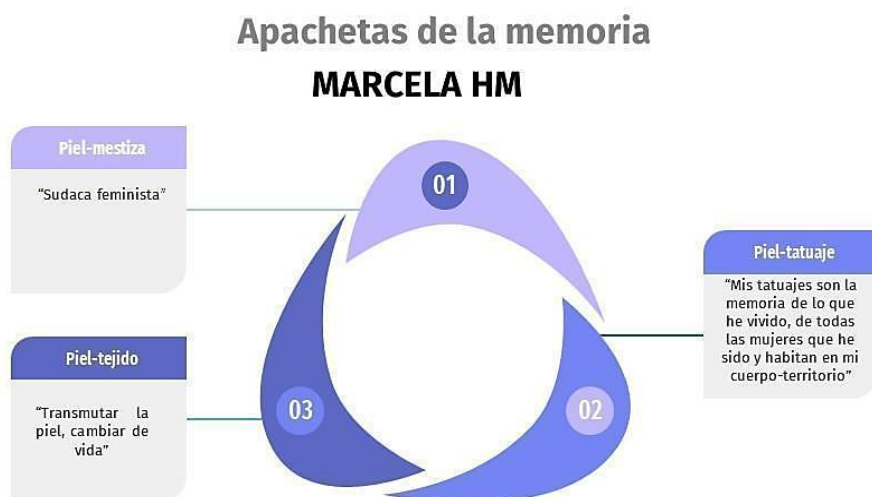 Apachetas de la memoria
MARCELA HM
Piel-mestiza
“Sudaca feminista”
01
Piel-tatuaje
“Mis tatuajes son la
memoria de lo que
he vivido, de todas
las mujeres que he
sido y habitan en mi
cuerpo-territorio”
02
Piel-tejido
“Transmutar la
piel, cambiar de
vida”
03